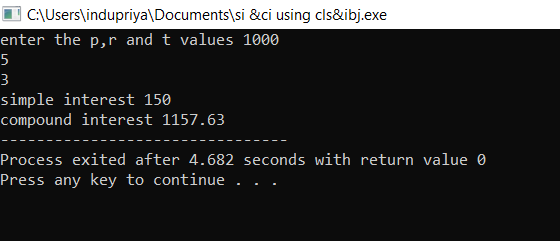 C:\Users\indupriya\Documents\si &ci using cls&ibj.exe
enter the p,r and t values 1000
5
3
simple interest 150
compound interest 1157.63
--------------------------------
Process exited after 4.682 seconds with return value 0
Press any key to continue . . .